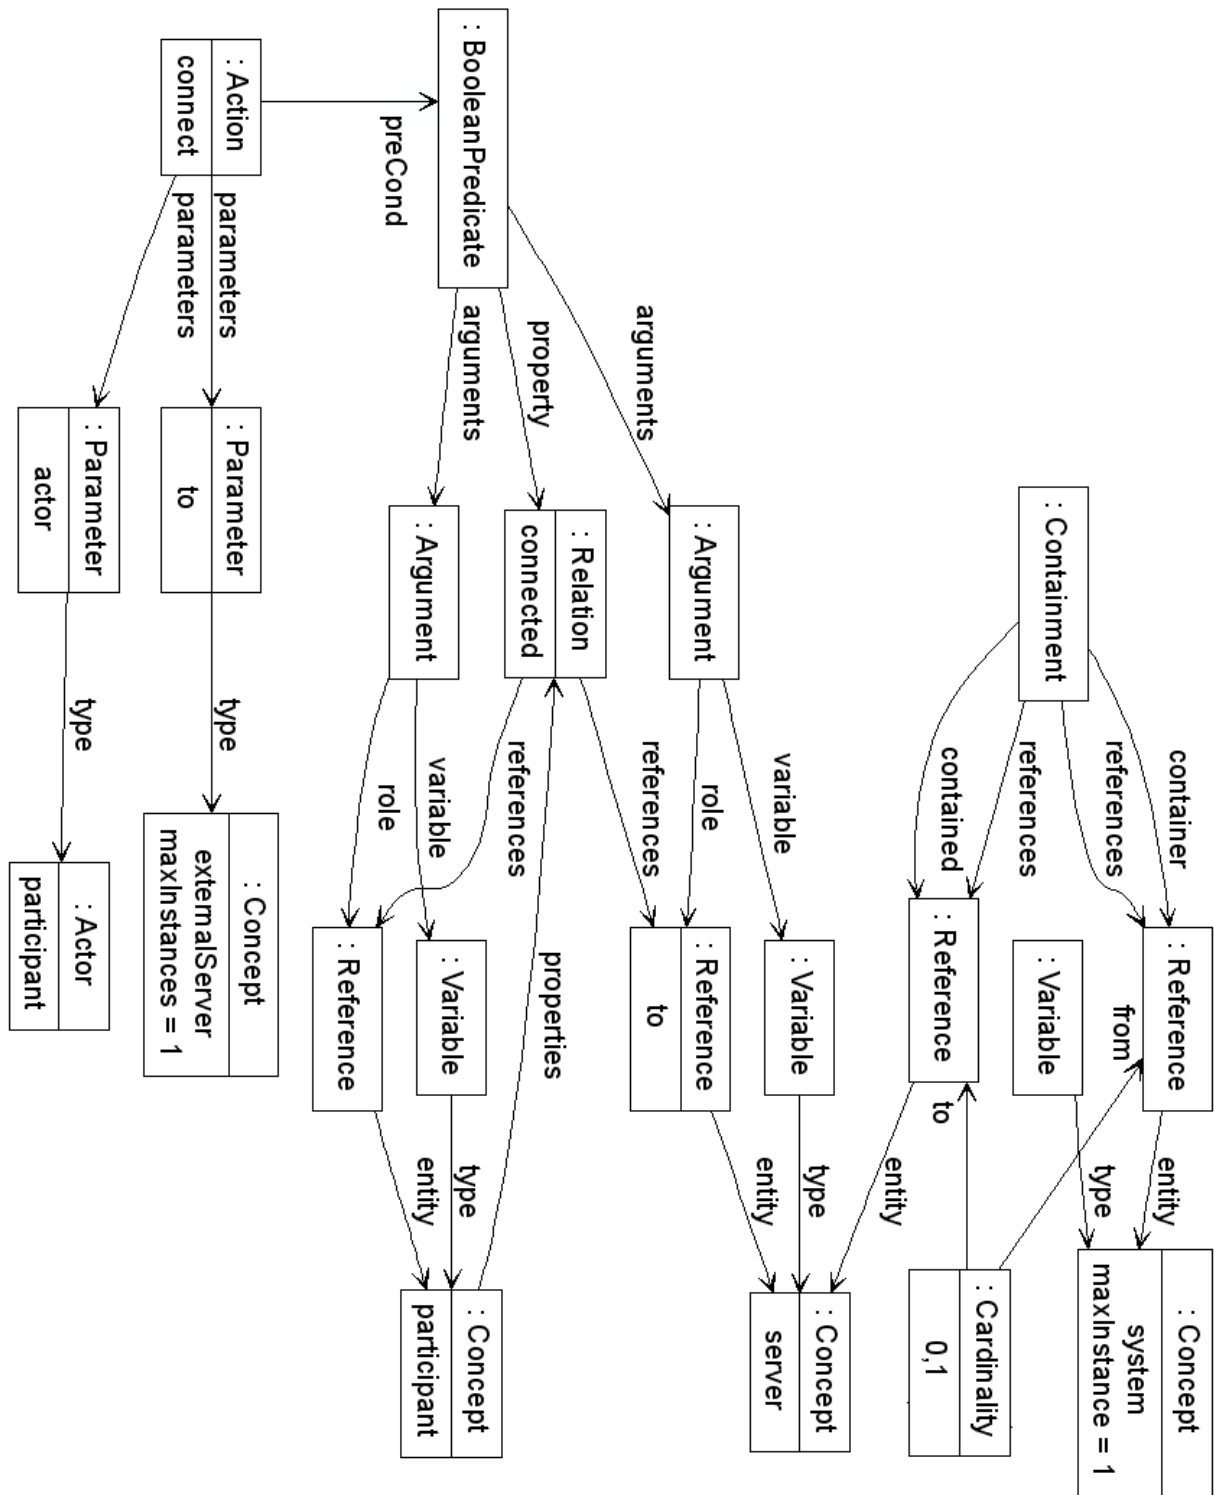 : Action
connect
preCond
: BooleanPredicate
parameters
parameters
arguments
property
arguments
: Parameter
actor
: Parameter
to
: Argument
: Relation
connected
: Argument
: Containment
type
type
role
variable
references
references
role
variable
contained
references
references
container
: Actor
participant
: Concept
externalServer
maxInstances = 1
: Reference
: Variable
properties
: Reference
to
: Variable
: Reference
to
: Variable
from
: Reference
entity
type
entity
type
entity
type
entity
: Concept
participant
: Concept
server
: Cardinality
0,1
: Concept
system
maxInstance = 1